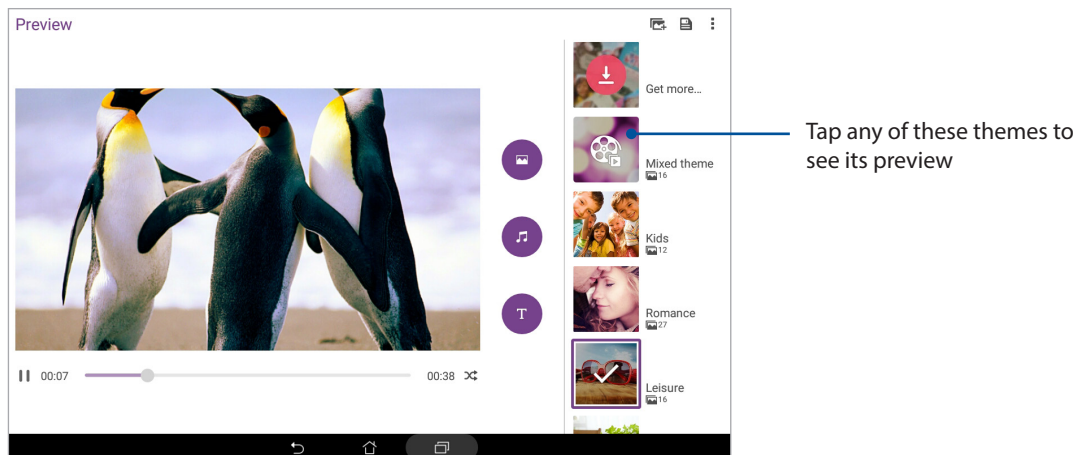 Preview
Get more...
Mixed theme
16
Kids
12
Romance
27
Leisure
16
T
00:07
00:38
Tap any of these themes to
see its preview